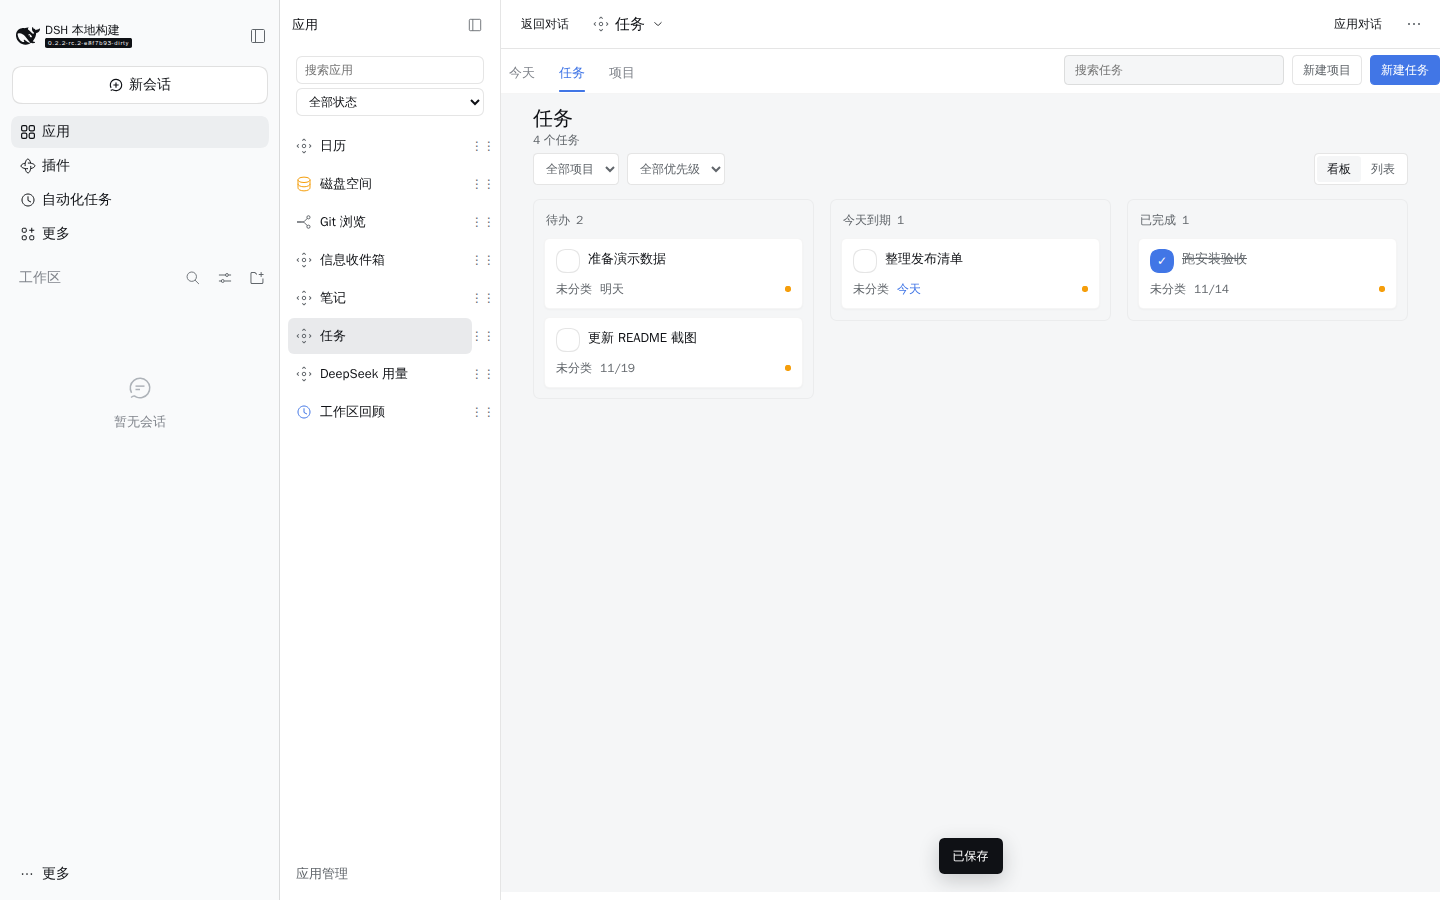 DSH 本地构建
新会话
应用
插件
自动化任务
更多
工作区
暂无会话
更多
应用
搜索应用
全部状态
日历
磁盘空间
Git 浏览
信息收件箱
笔记
任务
DeepSeek 用量
工作区回顾
应用管理
返回对话
任务
应用对话
今天
任务
项目
搜索任务
新建项目
新建任务
任务
4 个任务
全部项目
全部优先级
看板
列表
待办 2
准备演示数据
未分类 明天
更新 README 截图
未分类 11/19
今天到期 1
整理发布清单
未分类 今天
已完成 1
跑安装验收
未分类 11/14
已保存